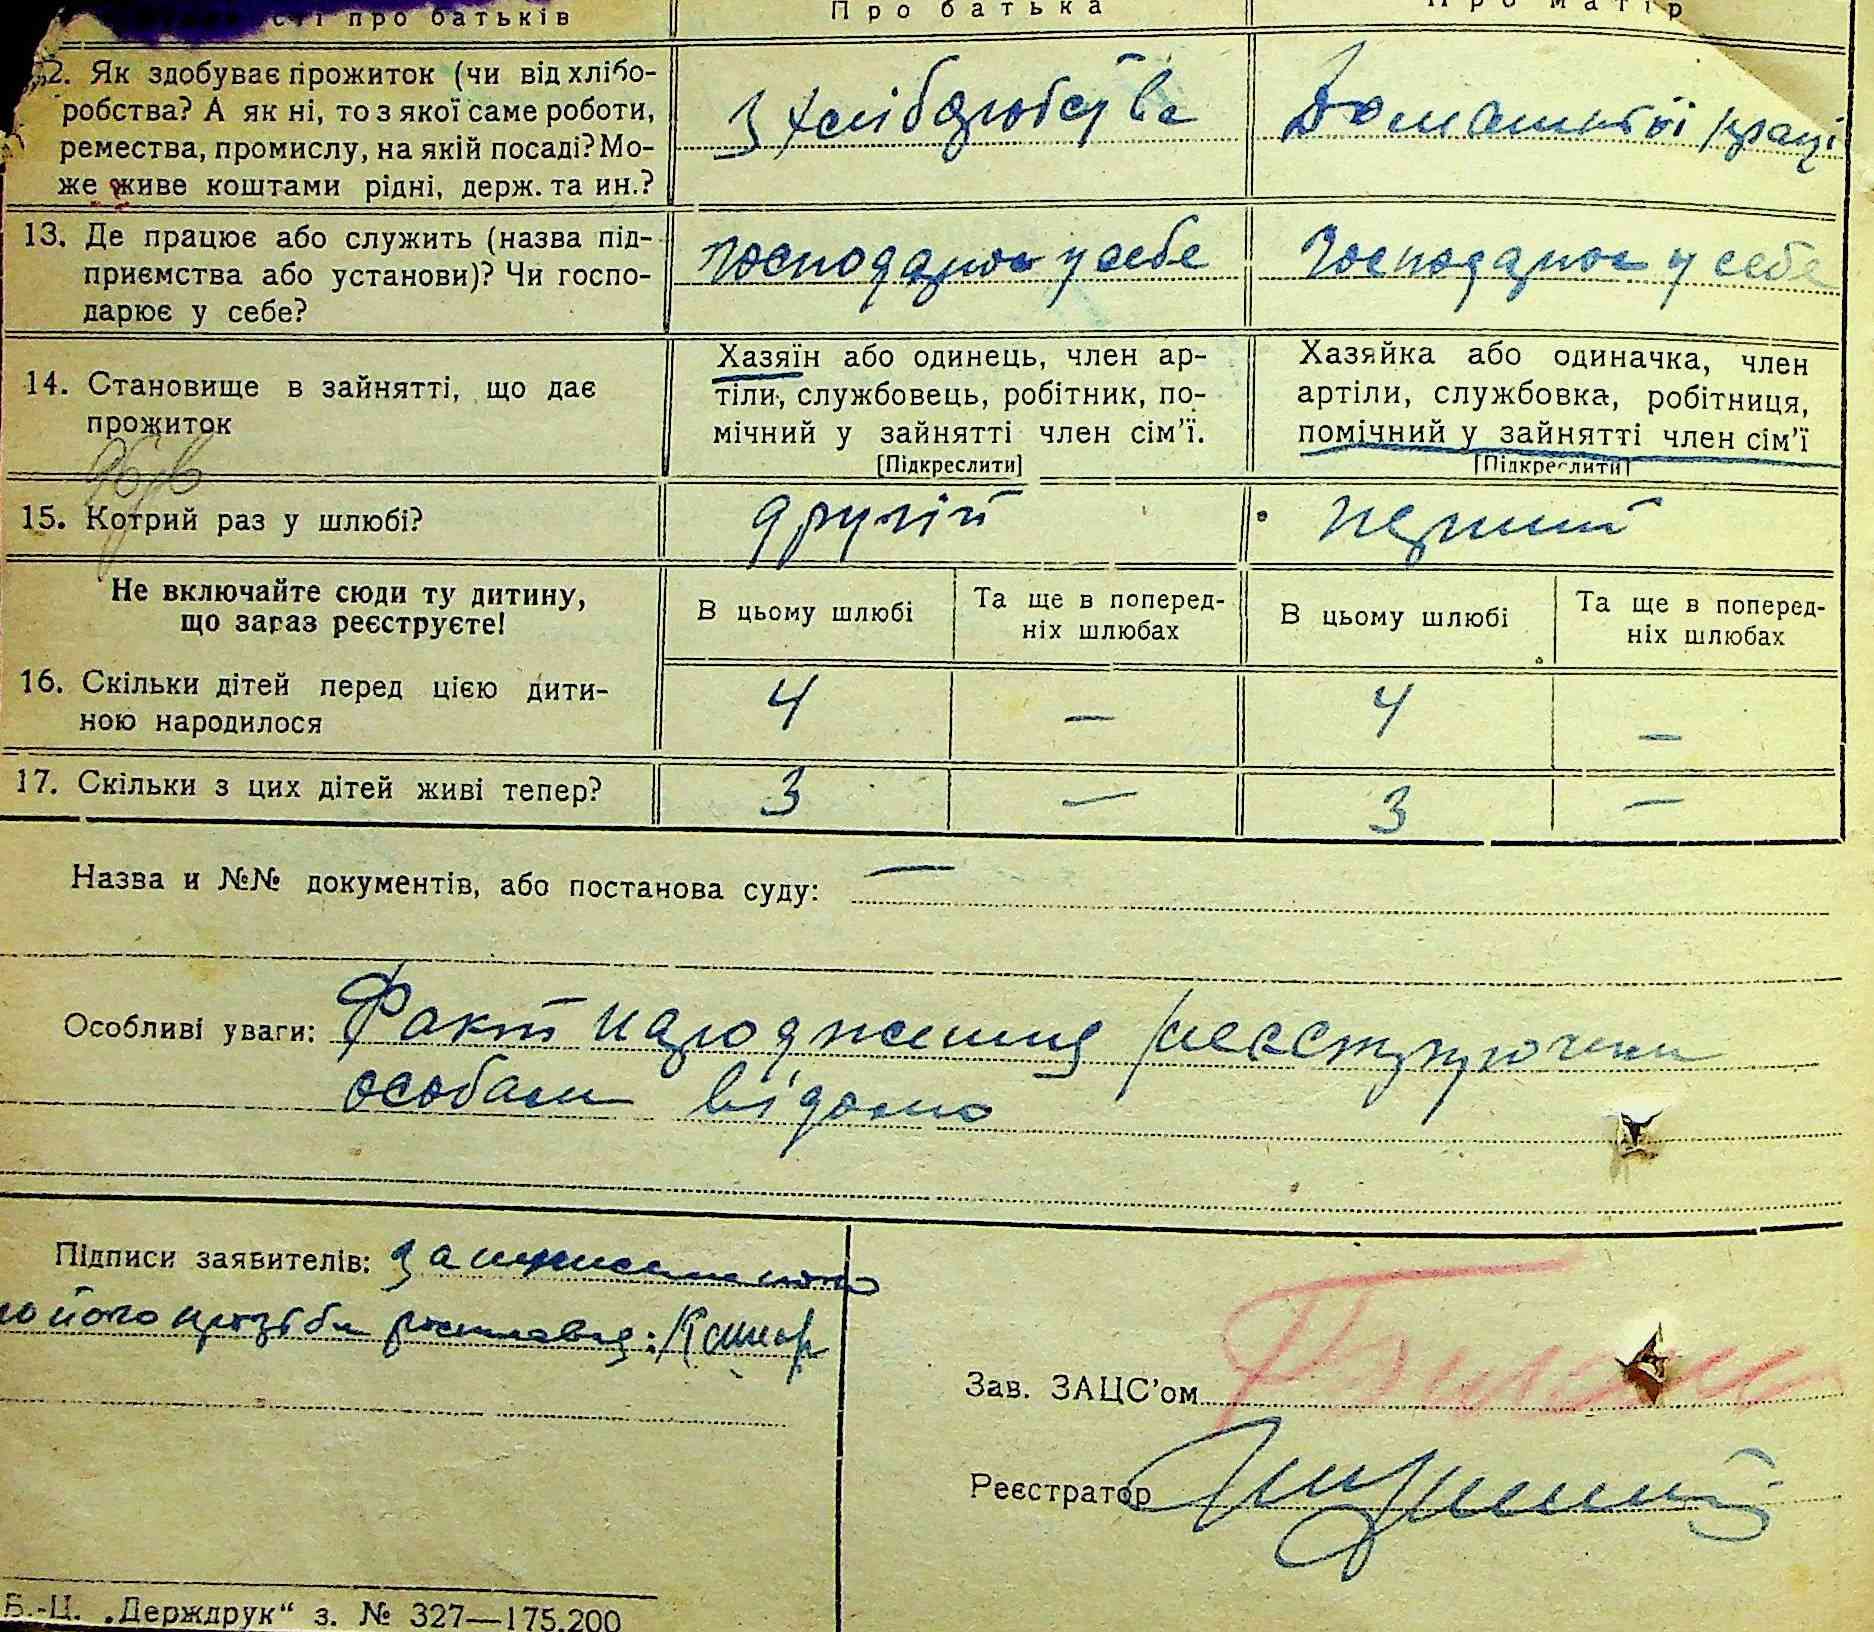 сті про батьків Про батька Про матір
2. Як здобуває прожиток (чи від хлібо-
робства? А як ні, то з якої саме роботи,
ремества, промислу, на якій посаді? Мо-
же живе коштами рідні, держ. та ин.?
З хліборобства
Домашньої праці
13. Де працює або служить (назва під-
приємства або установи)? Чи госпо-
дарює у себе?
Господарює у себе
Господарює у себе
14. Становище в зайнятті, що дає
прожиток
Хазяїн або одинець, член ар-
тіли, службовець, робітник, по-
мічний у зайнятті член сім’ї.
[Підкреслити]
Хазяйка або одиначка, член
артіли, службовка, робітниця,
помічний у зайнятті член сім’ї
[Підкреслити]
15. Котрий раз у шлюбі?
другій
перший
Не включайте сюди ту дитину,
що зараз реєструєте!
В цьому шлюбі
Та ще в поперед-
ніх шлюбах
В цьому шлюбі
Та ще в поперед-
ніх шлюбах
16. Скільки дітей перед цією дити-
ною народилося
4 — 4 —
17. Скільки з цих дітей живі тепер?
3 — 3 —
Назва и №№ документів, або постанова суду: —
Особливі уваги: Факт народження реєструючим
особам відомо
Підписи заявителів: за
його розписався:
Зав. ЗАЦС’ом
Реєстратор
Б.-Ц. „Держдрук“ з. № 327—175.200